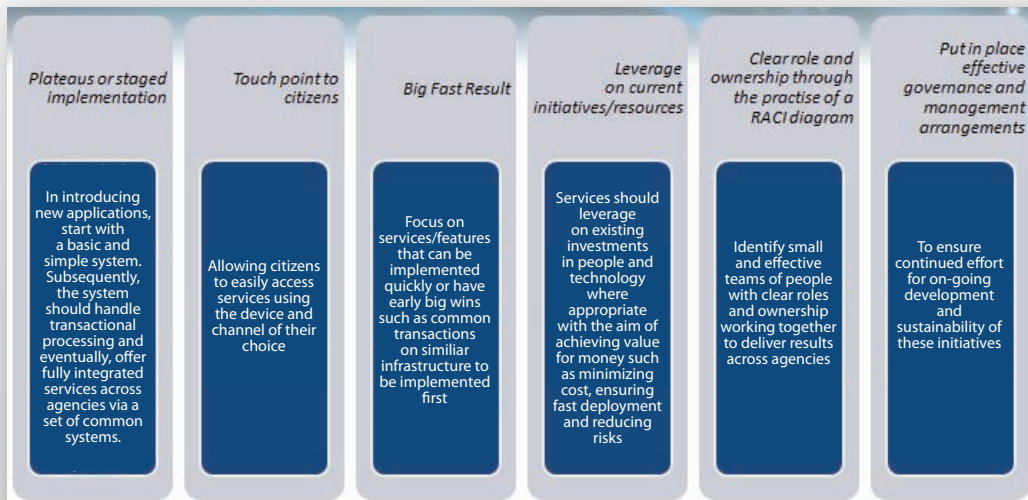 Plateaus or staged
implementation
In introducing
new applications,
start with
a basic and
simple system.
Subsequently,
the system
should handle
transactional
processing and
eventually, offer
fully integrated
services across
agencies via a
set of common
systems.
Touch point to
citizens
Allowing citizens
to easily access
services using
the device and
channel of their
choice
Big Fast Result
Focus on
services/features
that can be
implemented
quickly or have
early big wins
such as common
transactions
on similiar
infrastructure to
be implemented
first
Leverage
on current
initiatives/resources
Services should
leverage
on existing
investments
in people and
technology
where
appropriate
with the aim of
achieving value
for money such
as minimizing
cost, ensuring
fast deployment
and reducing
risks
Clear role and
ownership through
the practise of a
RACI diagram
Identify small
and effective
teams of people
with clear roles
and ownership
working together
to deliver results
across agencies
Put in place
effective
governance and
management
arrangements
To ensure
continued effort
for on-going
development
and
sustainability of
these initiatives